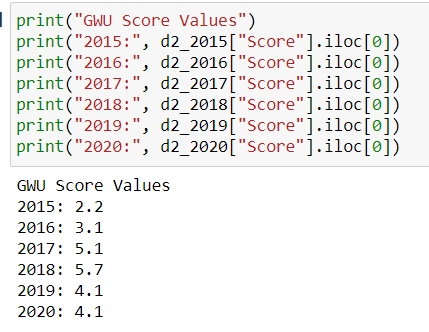 print("GWU Score Values")
print("2015:", d2_2015["Score"].iloc[0])
print("2016:", d2_2016["Score"].iloc[0])
print("2017:", d2_2017["Score"].iloc[0])
print("2018:", d2_2018["Score"].iloc[0])
print("2019:", d2_2019["Score"].iloc[0])
print("2020:", d2_2020["Score"].iloc[0])
GWU Score Values
2015: 2.2
2016: 3.1
2017: 5.1
2018: 5.7
2019: 4.1
2020: 4.1